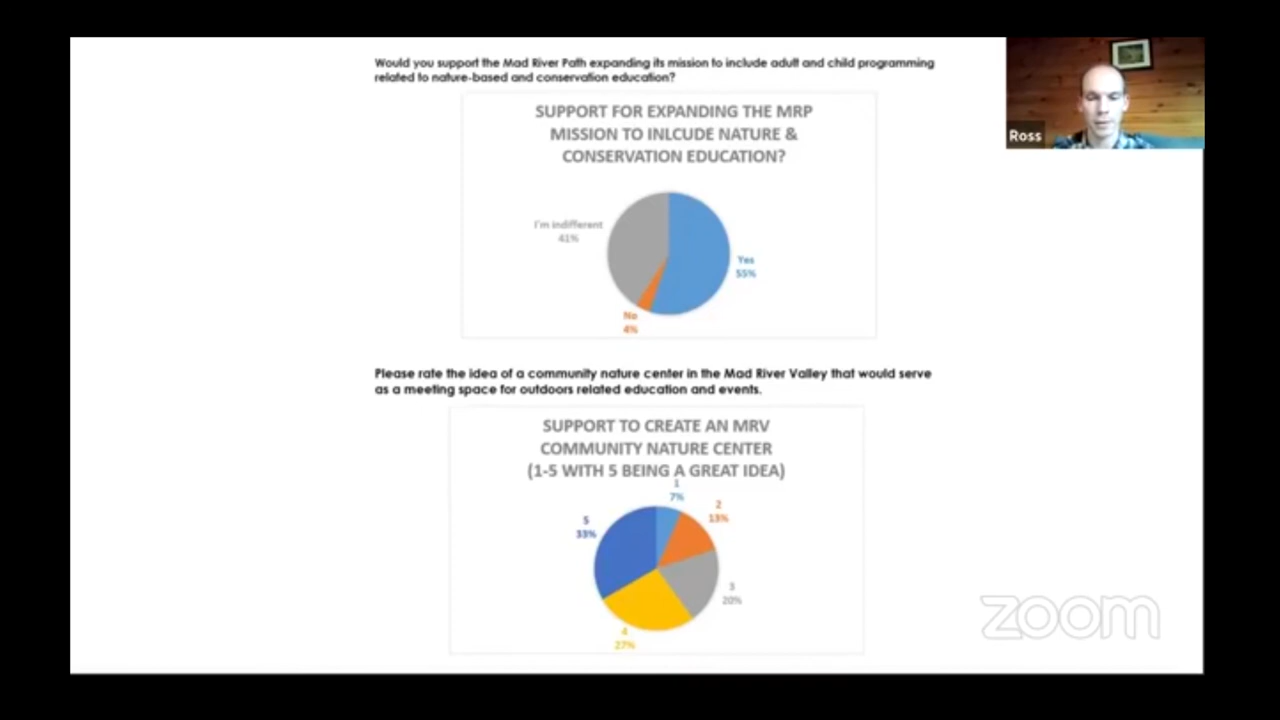 Would you support the Mad River Path expanding its mission to include adult and child programming
related to nature-based and conservation education?
SUPPORT FOR EXPANDING THE MRP
MISSION TO INLCUDE NATURE &
CONSERVATION EDUCATION?
I'm indifferent
41%
Yes
55%
No
4%
Please rate the idea of a community nature center in the Mad River Valley that would serve
as a meeting space for outdoors related education and events.
SUPPORT TO CREATE AN MRV
COMMUNITY NATURE CENTER
(1-5 WITH 5 BEING A GREAT IDEA)
1
7%
2
13%
3
20%
4
27%
5
33%
Ross
zoom